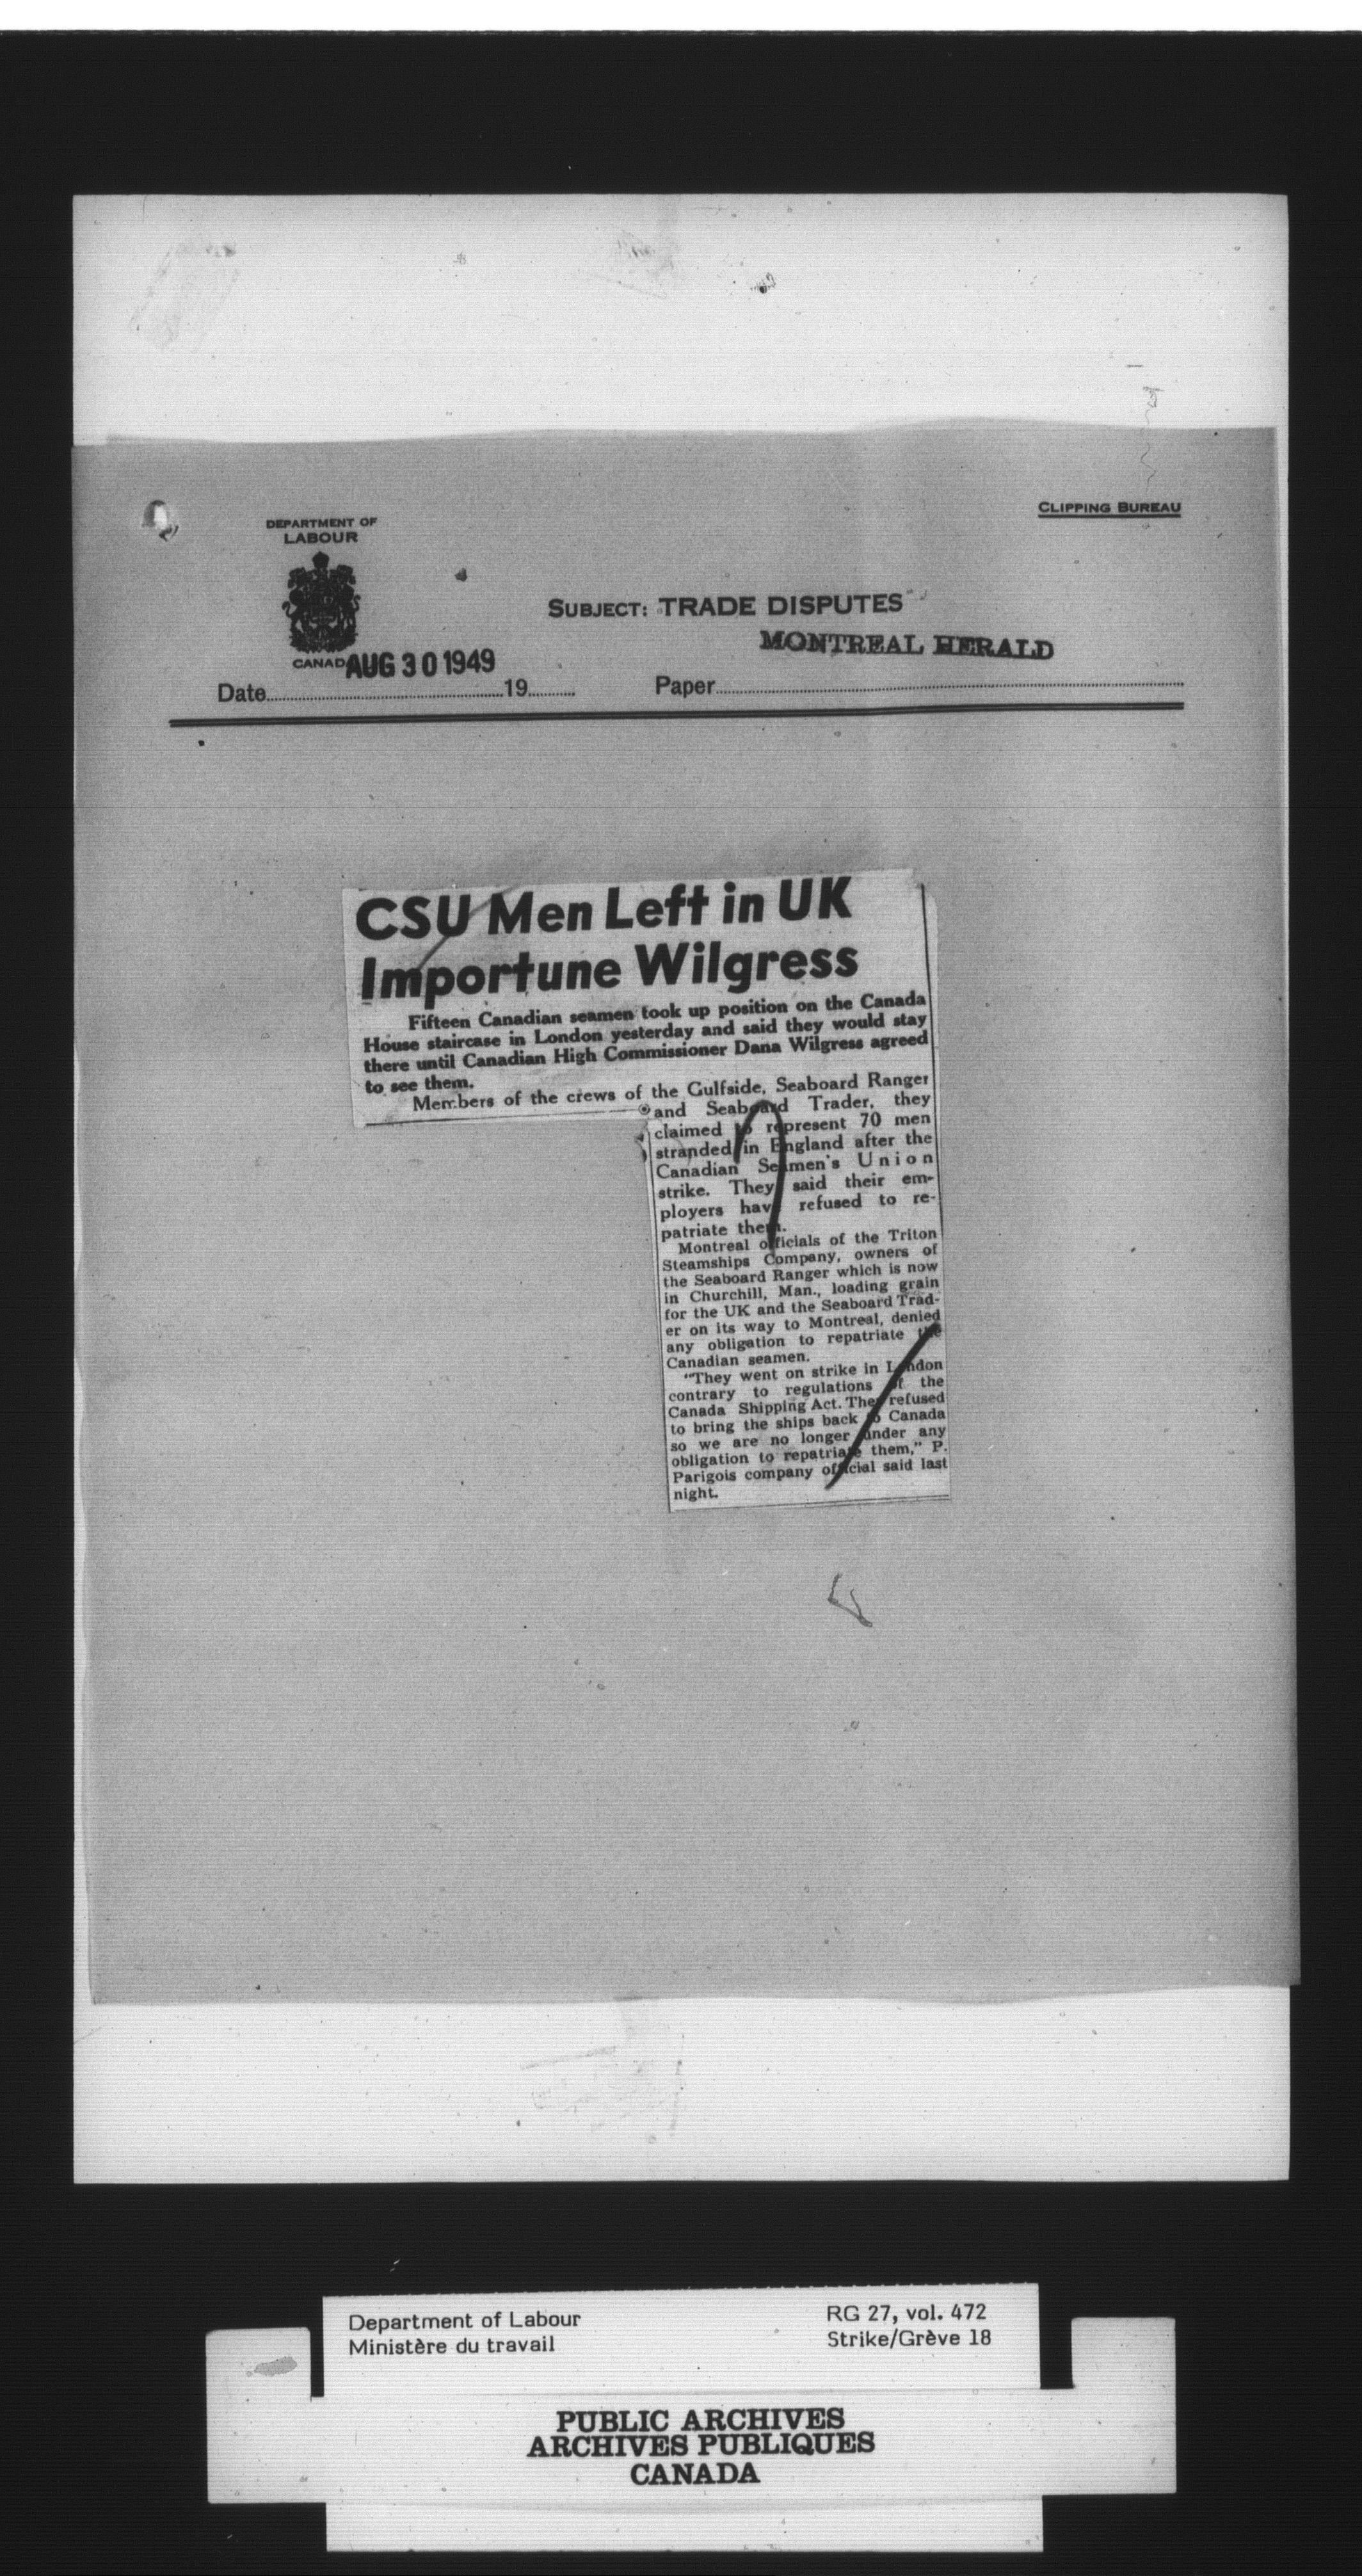 CLIPPING BUREAU
DEPARTMENT OF
LABOUR
CANADA
SUBJECT: TRADE DISPUTES
MONTREAL HERALD
AUG 30 1949
Date 19
Paper
CSU Men Left in UK
Importune Wilgress
Fifteen Canadian seamen took up position on the Canada
House staircase in London yesterday and said they would stay
there until Canadian High Commissioner Dana Wilgress agreed
to see them.
Members of the crews of the Gulfside, Seaboard Ranger
and Seaboard Trader, they
claimed to represent 70 men
stranded in England after the
Canadian Seamen's Union
strike. They said their em-
ployers have refused to re-
patriate them.
Montreal officials of the Triton
Steamships Company, owners of
the Seaboard Ranger which is now
in Churchill, Man., loading grain
for the UK and the Seaboard Trad-
er on its way to Montreal, denied
any obligation to repatriate the
Canadian seamen.
"They went on strike in London
contrary to regulations of the
Canada Shipping Act. They refused
to bring the ships back to Canada
so we are no longer under any
obligation to repatriate them," P.
Parigois company official said last
night.
Department of Labour
Ministère du travail
RG 27, vol. 472
Strike/Grève 18
PUBLIC ARCHIVES
ARCHIVES PUBLIQUES
CANADA